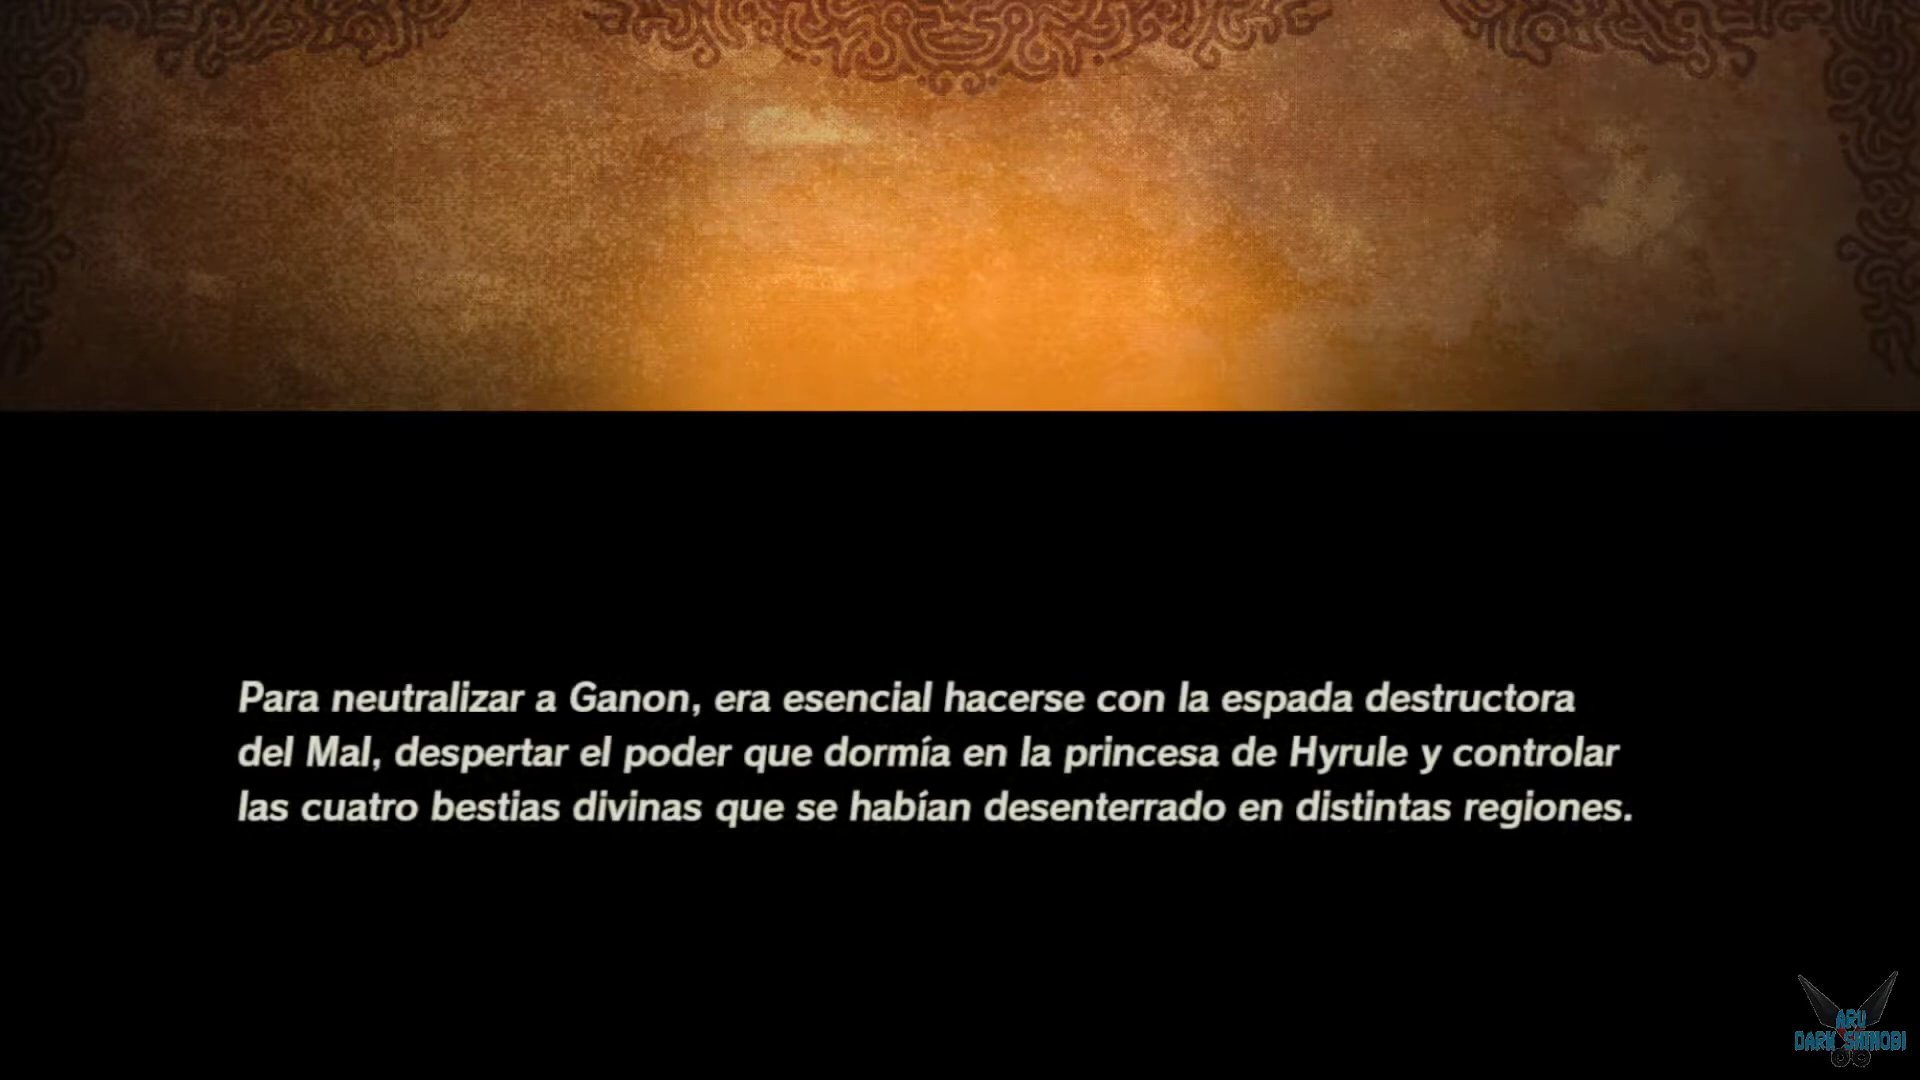 Para neutralizar a Ganon, era esencial hacerse con la espada destructora
del Mal, despertar el poder que dormía en la princesa de Hyrule y controlar
las cuatro bestias divinas que se habían desenterrado en distintas regiones.
ARU
DARK SHINOBI